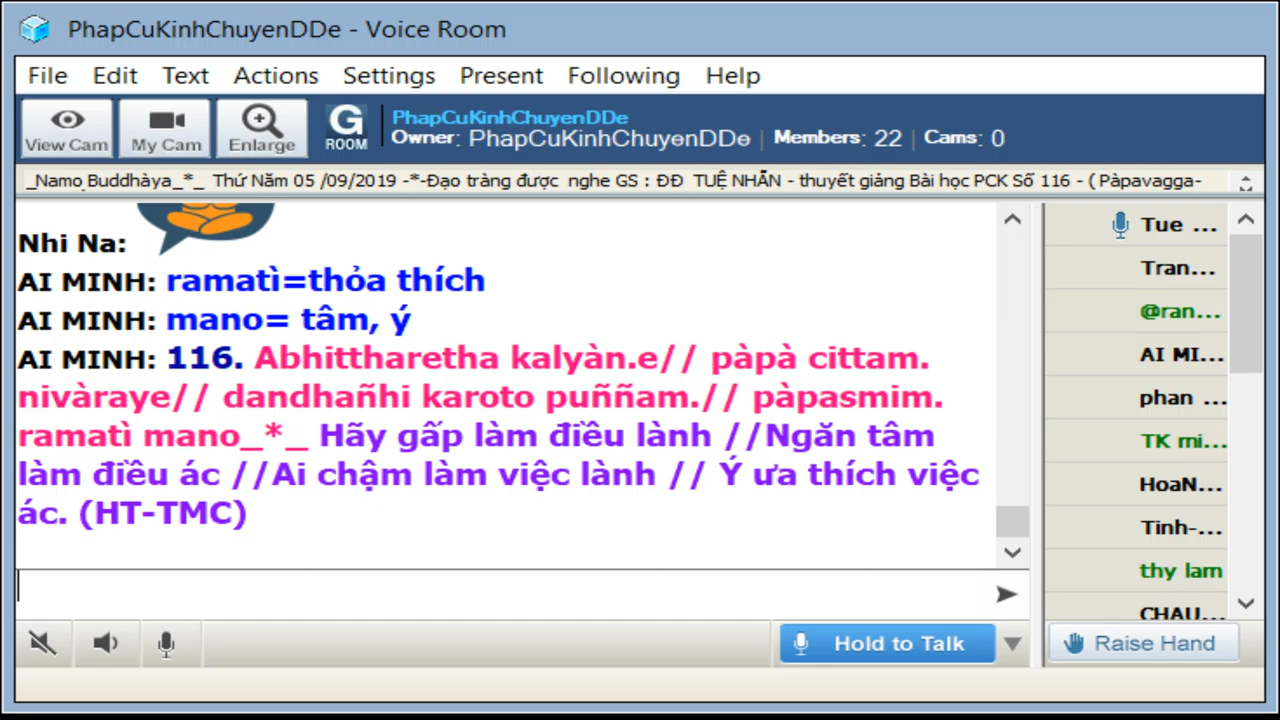 PhapCuKinhChuyenDDe - Voice Room
File Edit Text Actions Settings Present Following Help
View Cam My Cam Enlarge G ROOM
PhapCuKinhChuyenDDe
Owner: PhapCuKinhChuyɵnDDɵ | Members: 22 | Cams: 0
_Namo Buddhàya_*_ Thứ Năm 05 /09/2019 -*-Đạo tràng được nghe GS : ĐĐ TUỆ NHẪN - thuyết giảng Bài học PCK Số 116 - ( Pàpavagga-
Nhi Na:
AI MINH: ramatì=thỏa thích
AI MINH: mano= tâm, ý
AI MINH: 116. Abhittharetha kalyàn.e// pàpà cittam.
nivàraye// dandhañhi karoto puññam.// pàpasmim.
ramatì mano_*_ Hãy gấp làm điều lành //Ngăn tâm
làm điều ác //Ai chậm làm việc lành // Ý ưa thích việc
ác. (HT-TMC)
Tue ...
Tran...
@ran...
AI MI...
phan ...
TK mi...
HoaN...
Tinh-...
thy lam
CHAU...
Hold to Talk
Raise Hand